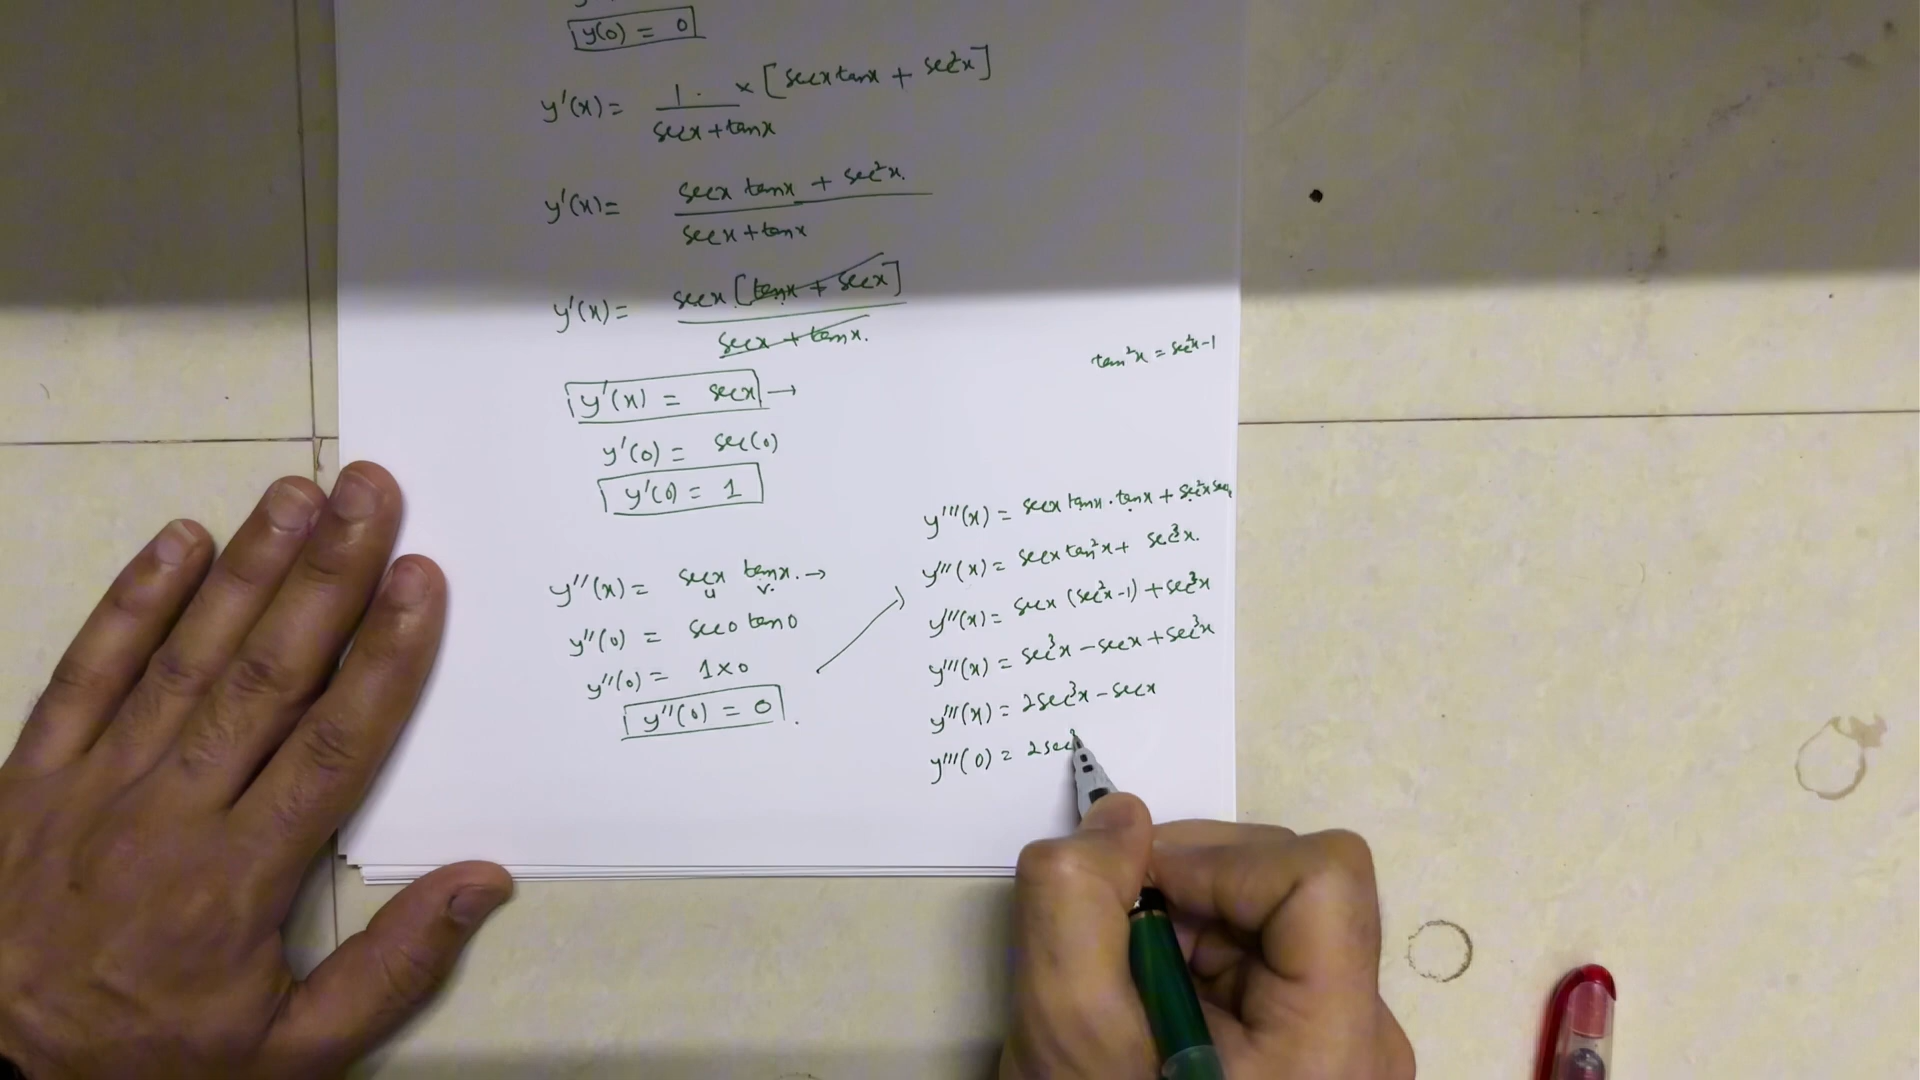 y(0) = 0
y'(x) = 1/(secx + tanx) × [secx tanx + sec²x]
y'(x) = (secx tanx + sec²x)/(secx + tanx)
y'(x) = secx [tanx + secx]/(secx + tanx).
y'(x) = secx →
y'(0) = sec(0)
y'(0) = 1
y''(x) = secx tanx. →
u v.
y''(0) = sec0 tan0
y''(0) = 1×0
y''(0) = 0.
tan²x = sec²x-1
y'''(x) = secx tanx . tanx + sec²x secx
y'''(x) = secx tan²x + sec³x.
y'''(x) = secx (sec²x-1) + sec³x
y'''(x) = sec³x - secx + sec³x
y'''(x) = 2sec³x - secx
y'''(0) = 2sec³